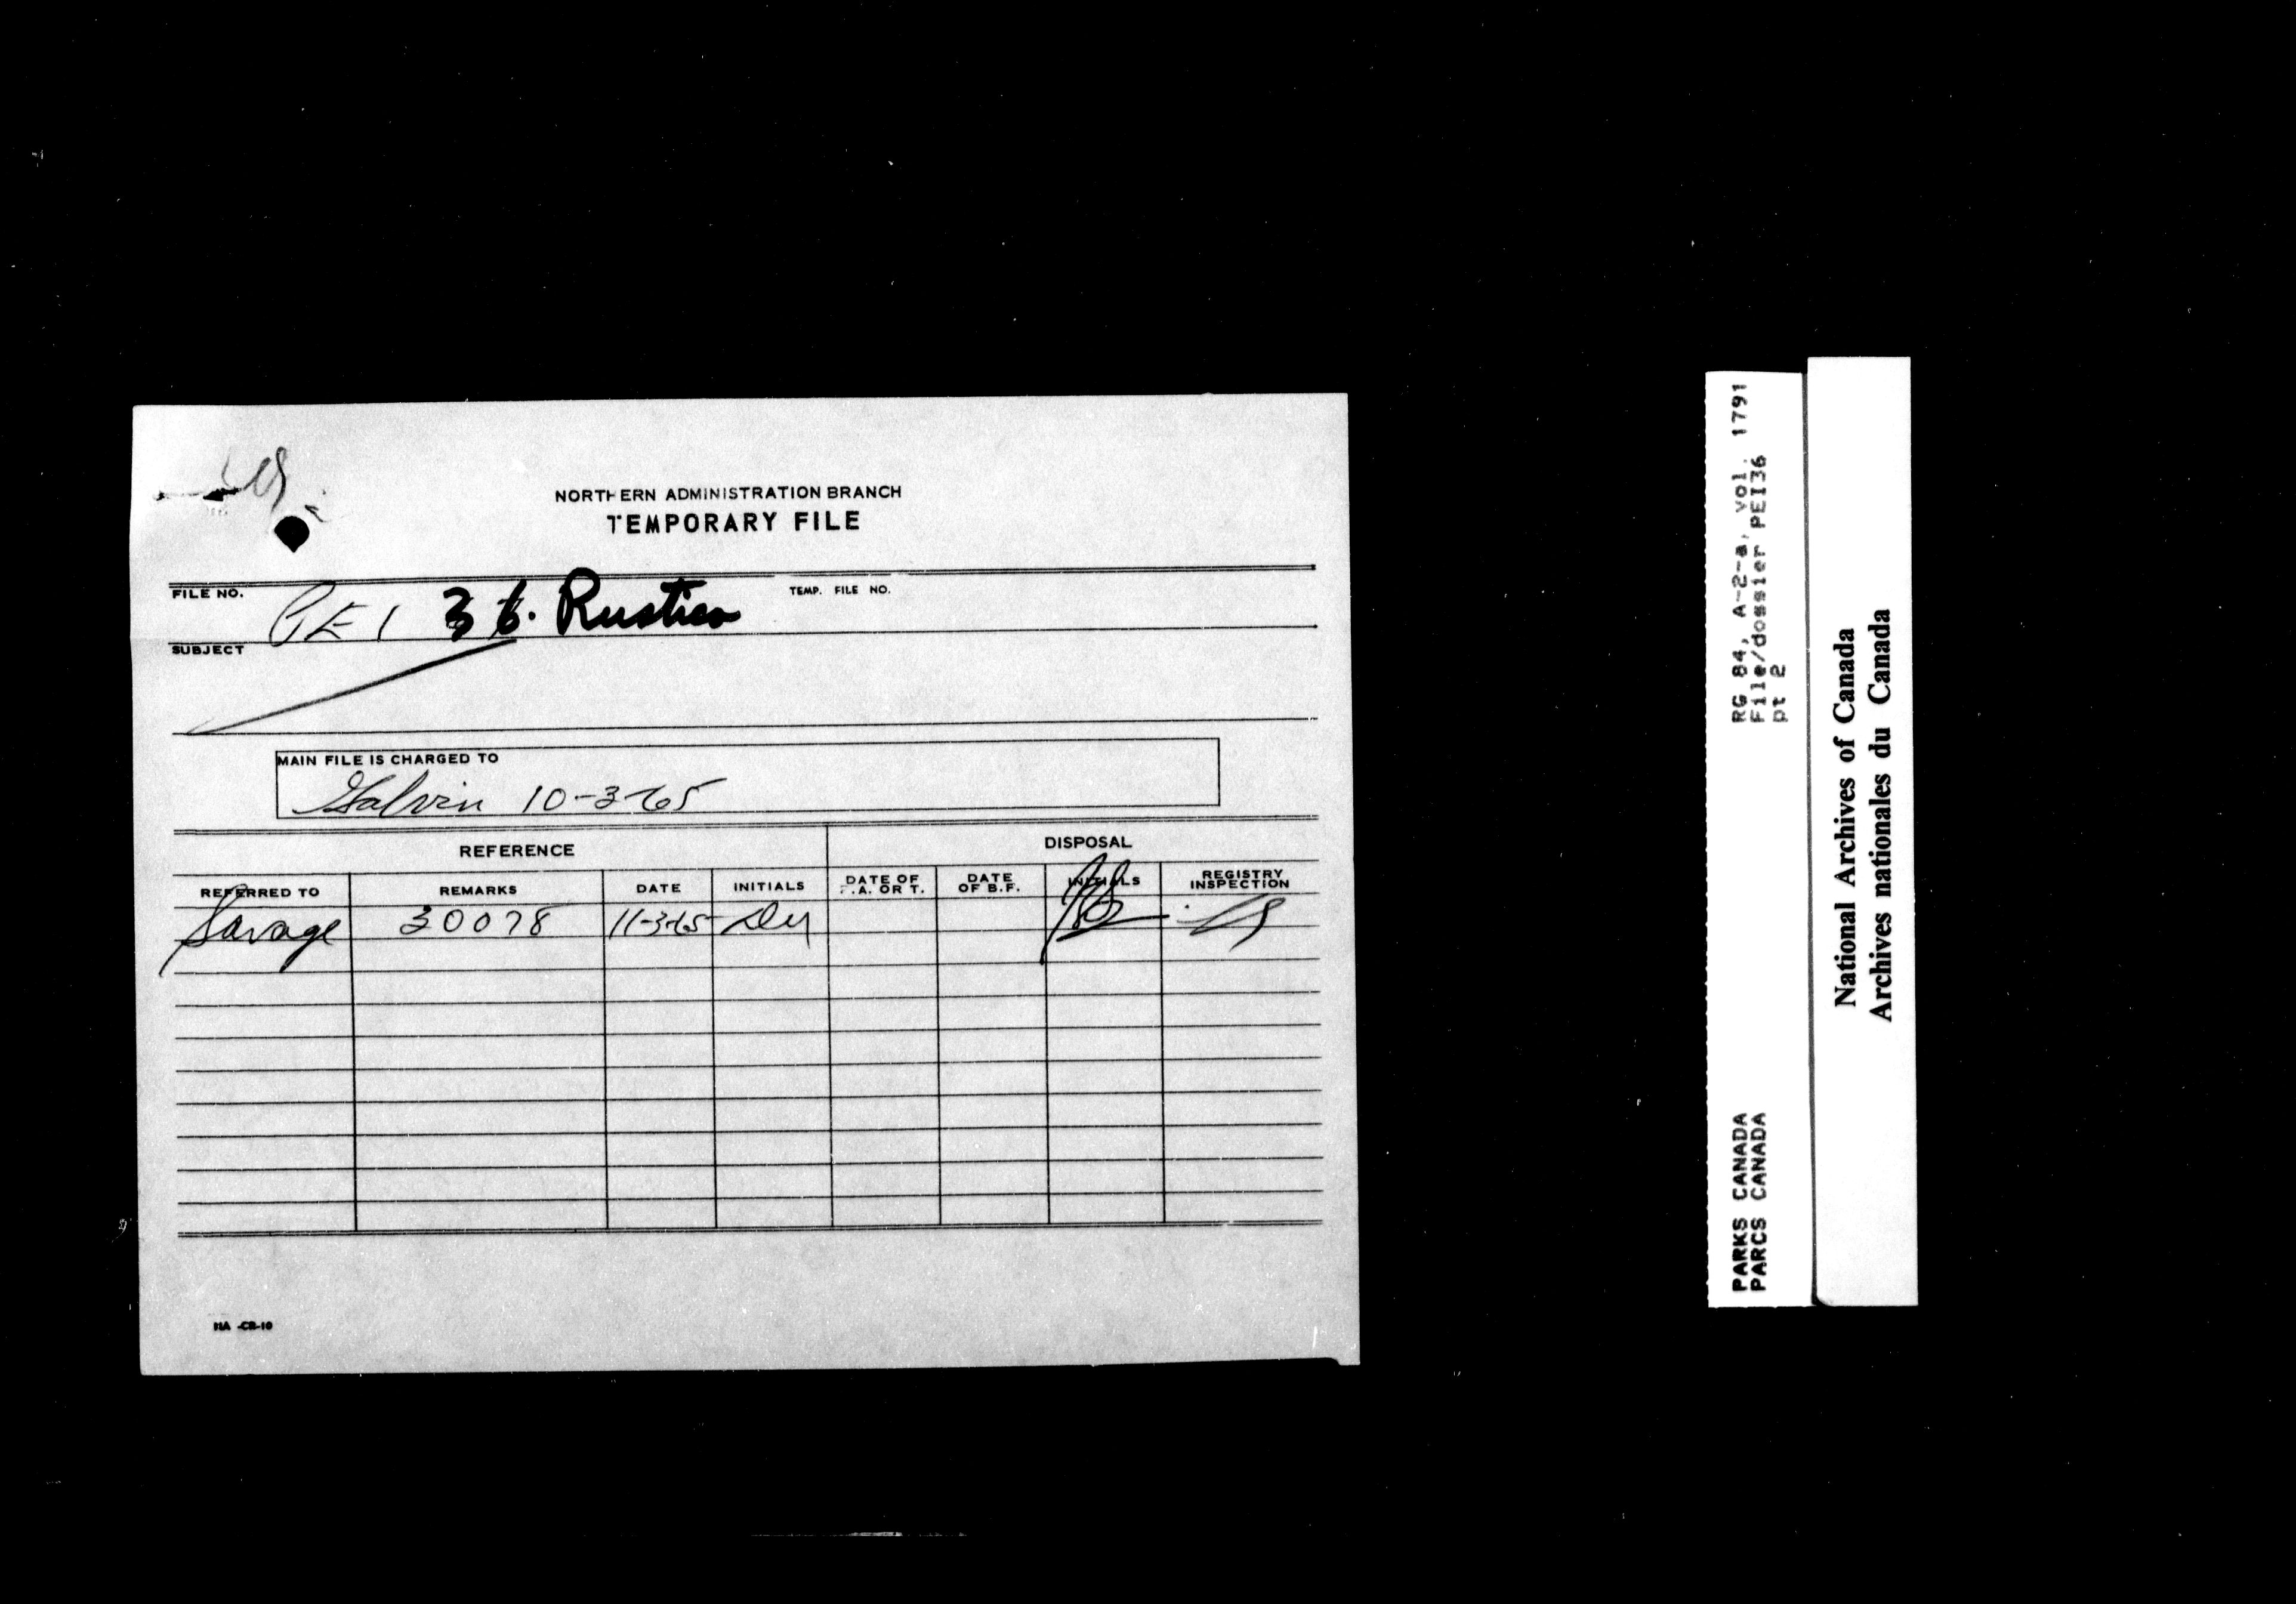 NORTHERN ADMINISTRATION BRANCH
TEMPORARY FILE
FILE NO. PEI 36. Rustico TEMP. FILE NO.
SUBJECT
MAIN FILE IS CHARGED TO
Galvin 10-3-65
REFERENCE DISPOSAL
REFERRED TO REMARKS DATE INITIALS DATE OF P.A. OR T. DATE OF B.F. INITIALS REGISTRY INSPECTION
Savage 30078 11-3-65
NA -CR-10
RG 84, A-2-a, vol. 1791
File/dossier PEI36
pt 2
PARKS CANADA
PARCS CANADA
National Archives of Canada
Archives nationales du Canada